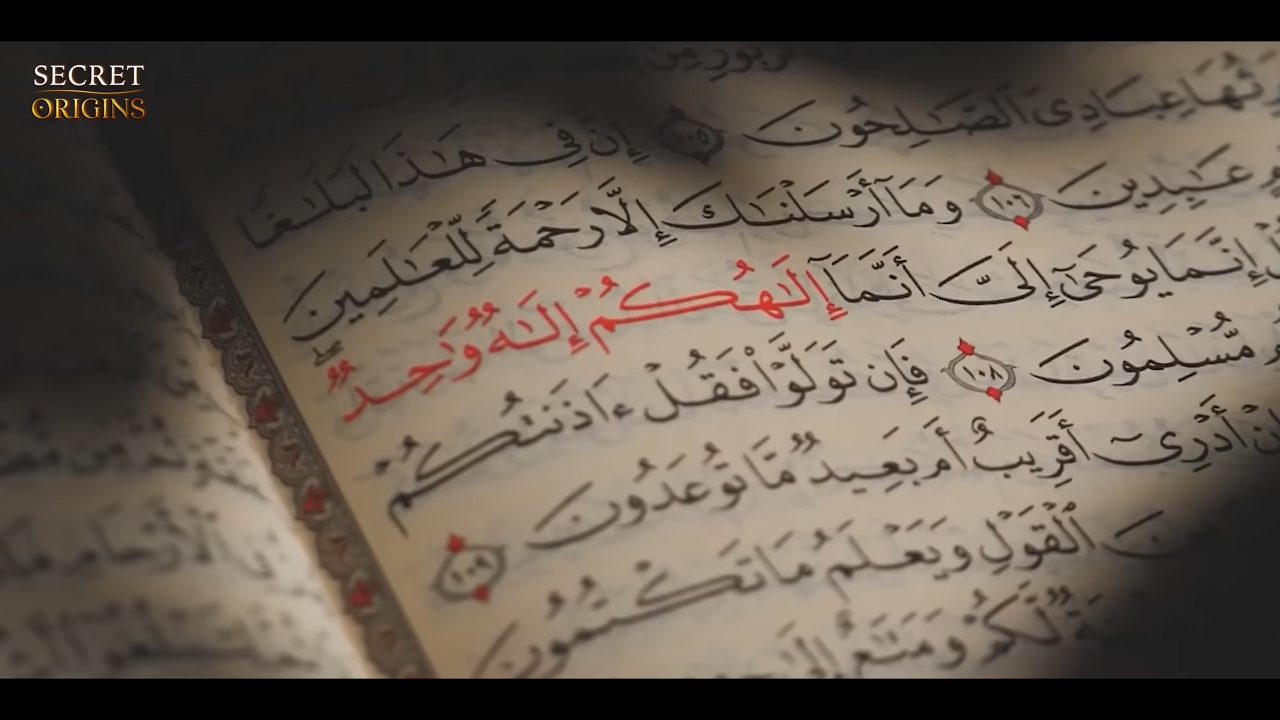 SECRET
ORIGINS
عِبَادِىَ ٱلصَّـٰلِحُونَ ١٠٥ إِنَّ فِى هَـٰذَا لَبَلَـٰغًا
عَـٰبِدِينَ ١٠٦ وَمَآ أَرْسَلْنَـٰكَ إِلَّا رَحْمَةً لِّلْعَـٰلَمِينَ
إِنَّمَا يُوحَىٰٓ إِلَىَّ أَنَّمَآ إِلَـٰهُكُمْ إِلَـٰهٌ وَٰحِدٌ
مُّسْلِمُونَ ١٠٨ فَإِن تَوَلَّوْا۟ فَقُلْ ءَاذَنتُكُمْ
أَدْرِىٓ أَقَرِيبٌ أَم بَعِيدٌ مَّا تُوعَدُونَ ١٠٩
ٱلْقَوْلِ وَيَعْلَمُ مَا تَكْتُمُونَ
لَّكُمْ وَمَتَـٰعٌ إِلَىٰ